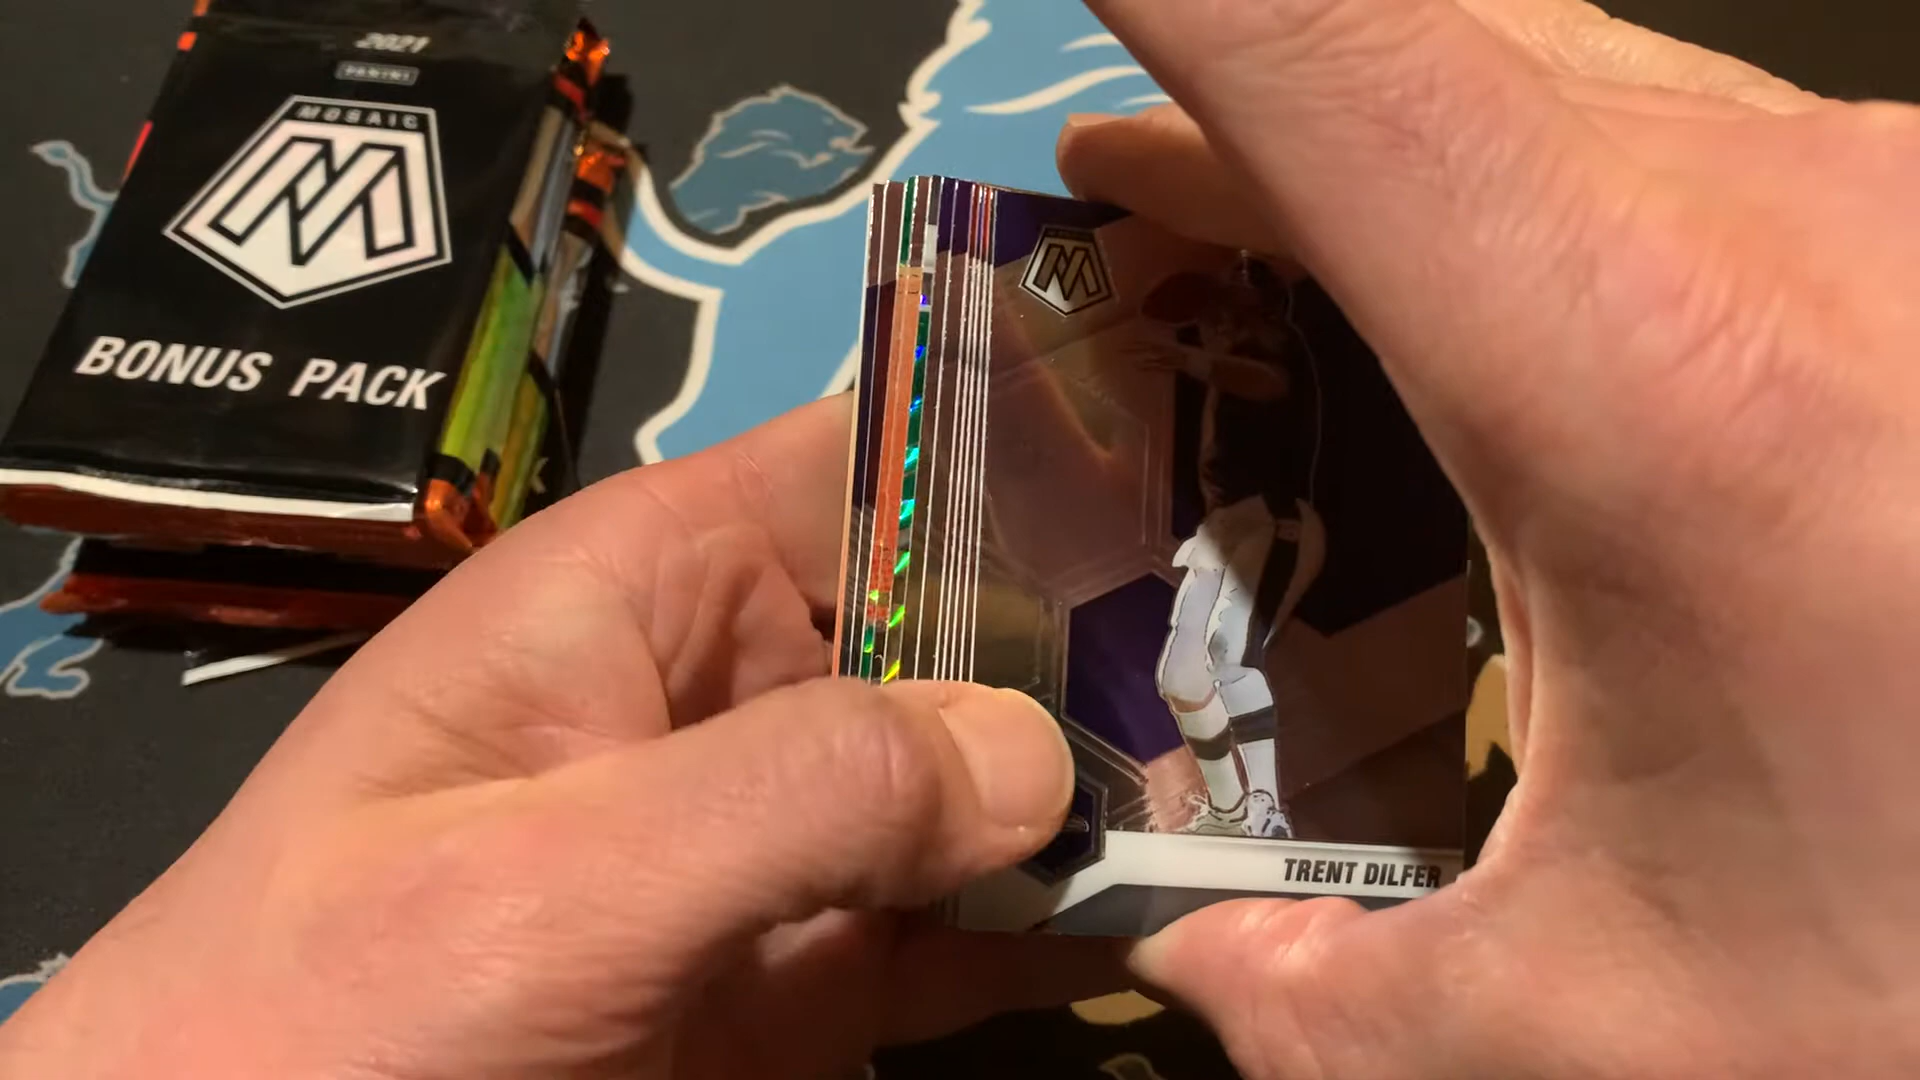 2021
PANINI
MOSAIC
BONUS PACK
TRENT DILFER